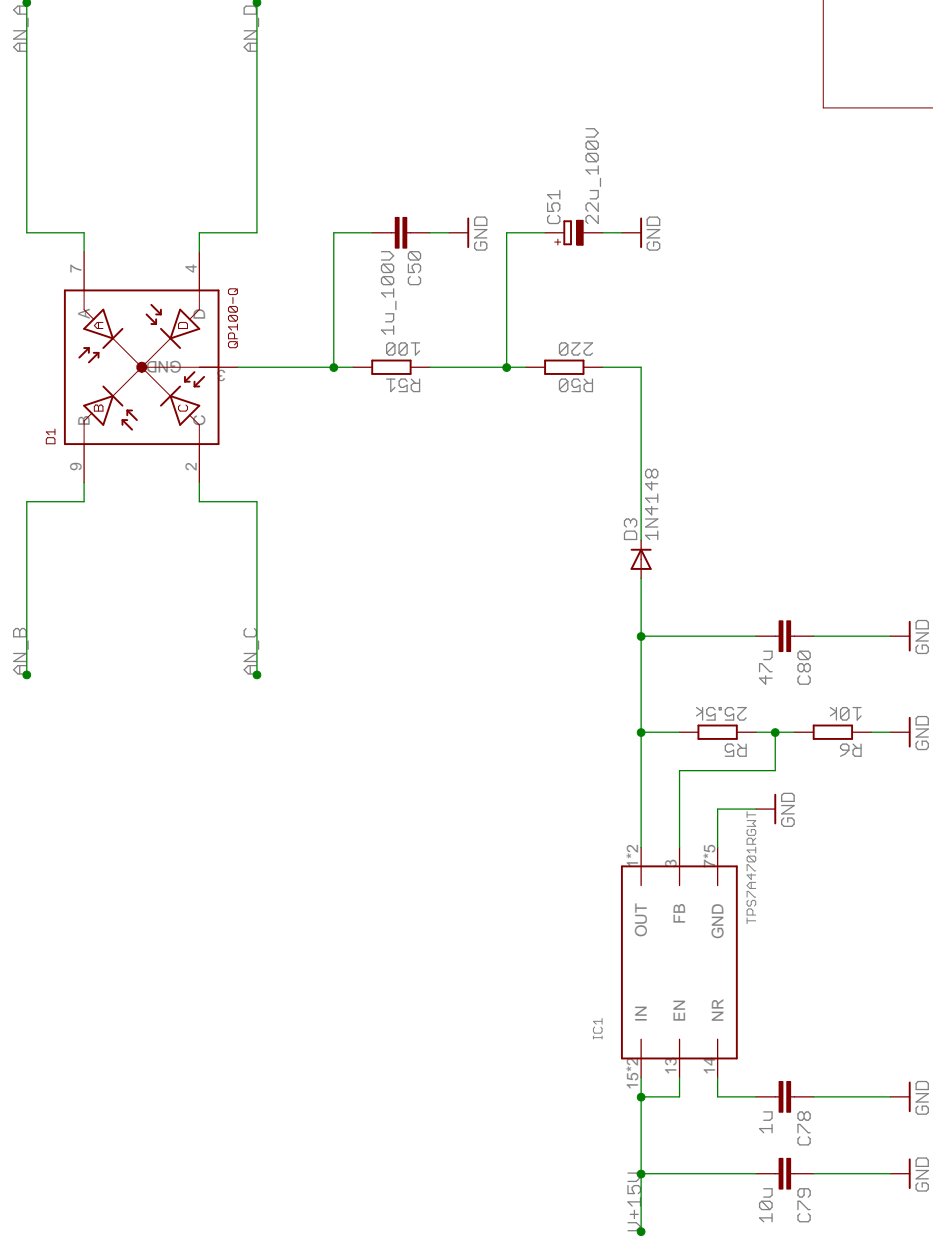 AN_A
AN_D
22u_100V
C51
GND
GND
1u_100V
C50
7
4
A
D
A
D
QP100-Q
GND
3
100
R51
220
R50
B
C
B
C
D1
9
2
D3
1N4148
AN_B
AN_C
47u
C80
GND
25.5k
R5
10k
R6
GND
GND
TPS7A4701RGWT
1*2
3
7*5
OUT
FB
GND
IN
EN
NR
IC1
15*2
13
14
1u
C78
GND
V+15V
10u
C79
GND